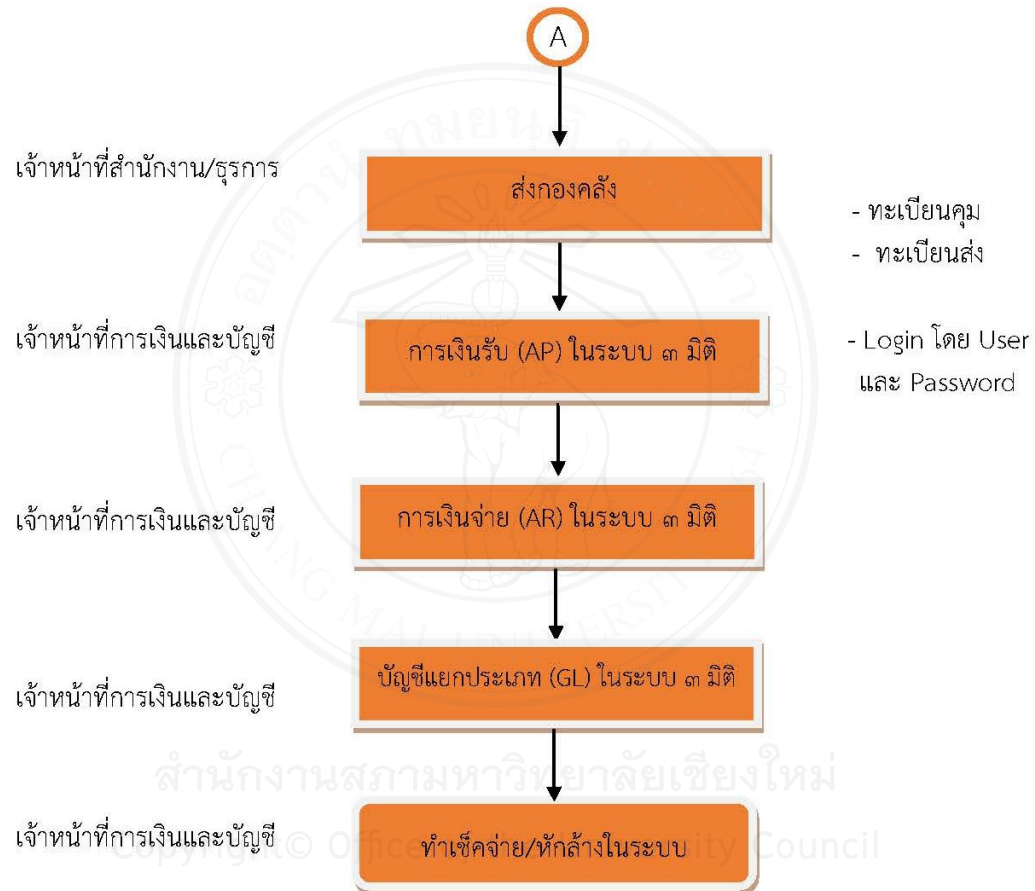 A
เจ้าหน้าที่สำนักงาน/ธุรการ
ส่งกองคลัง
- ทะเบียนคุม
- ทะเบียนส่ง
เจ้าหน้าที่การเงินและบัญชี
การเงินรับ (AP) ในระบบ ๓ มิติ
- Login โดย User
และ Password
เจ้าหน้าที่การเงินและบัญชี
การเงินจ่าย (AR) ในระบบ ๓ มิติ
เจ้าหน้าที่การเงินและบัญชี
บัญชีแยกประเภท (GL) ในระบบ ๓ มิติ
สำนักงานสภามหาวิทยาลัยเชียงใหม่
เจ้าหน้าที่การเงินและบัญชี
ทำเช็คจ่าย/หักล้างในระบบ
Copyright© Office University Council
CHIANG MAI UNIVERSITY